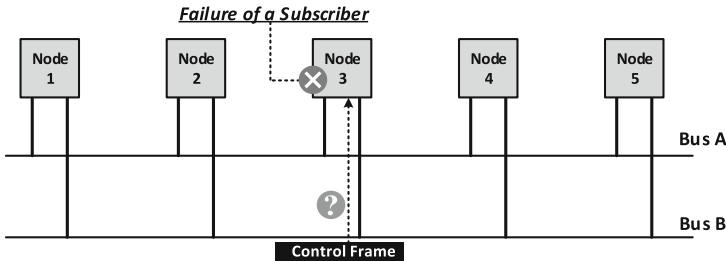 Failure of a Subscriber
Node 1
Node 2
Node 3
Node 4
Node 5
Bus A
?
Bus B
Control Frame